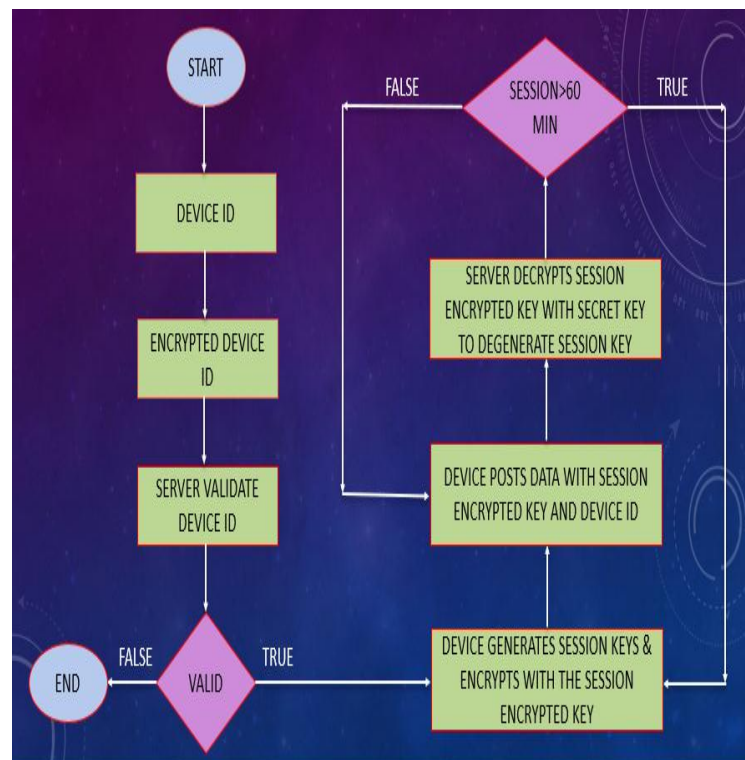 START
DEVICE ID
ENCRYPTED DEVICE
ID
SERVER VALIDATE
DEVICE ID
VALID
FALSE
END
TRUE
DEVICE GENERATES SESSION KEYS &
ENCRYPTS WITH THE SESSION
ENCRYPTED KEY
DEVICE POSTS DATA WITH SESSION
ENCRYPTED KEY AND DEVICE ID
SERVER DECRYPTS SESSION
ENCRYPTED KEY WITH SECRET KEY
TO DEGENERATE SESSION KEY
SESSION>60
MIN
FALSE
TRUE